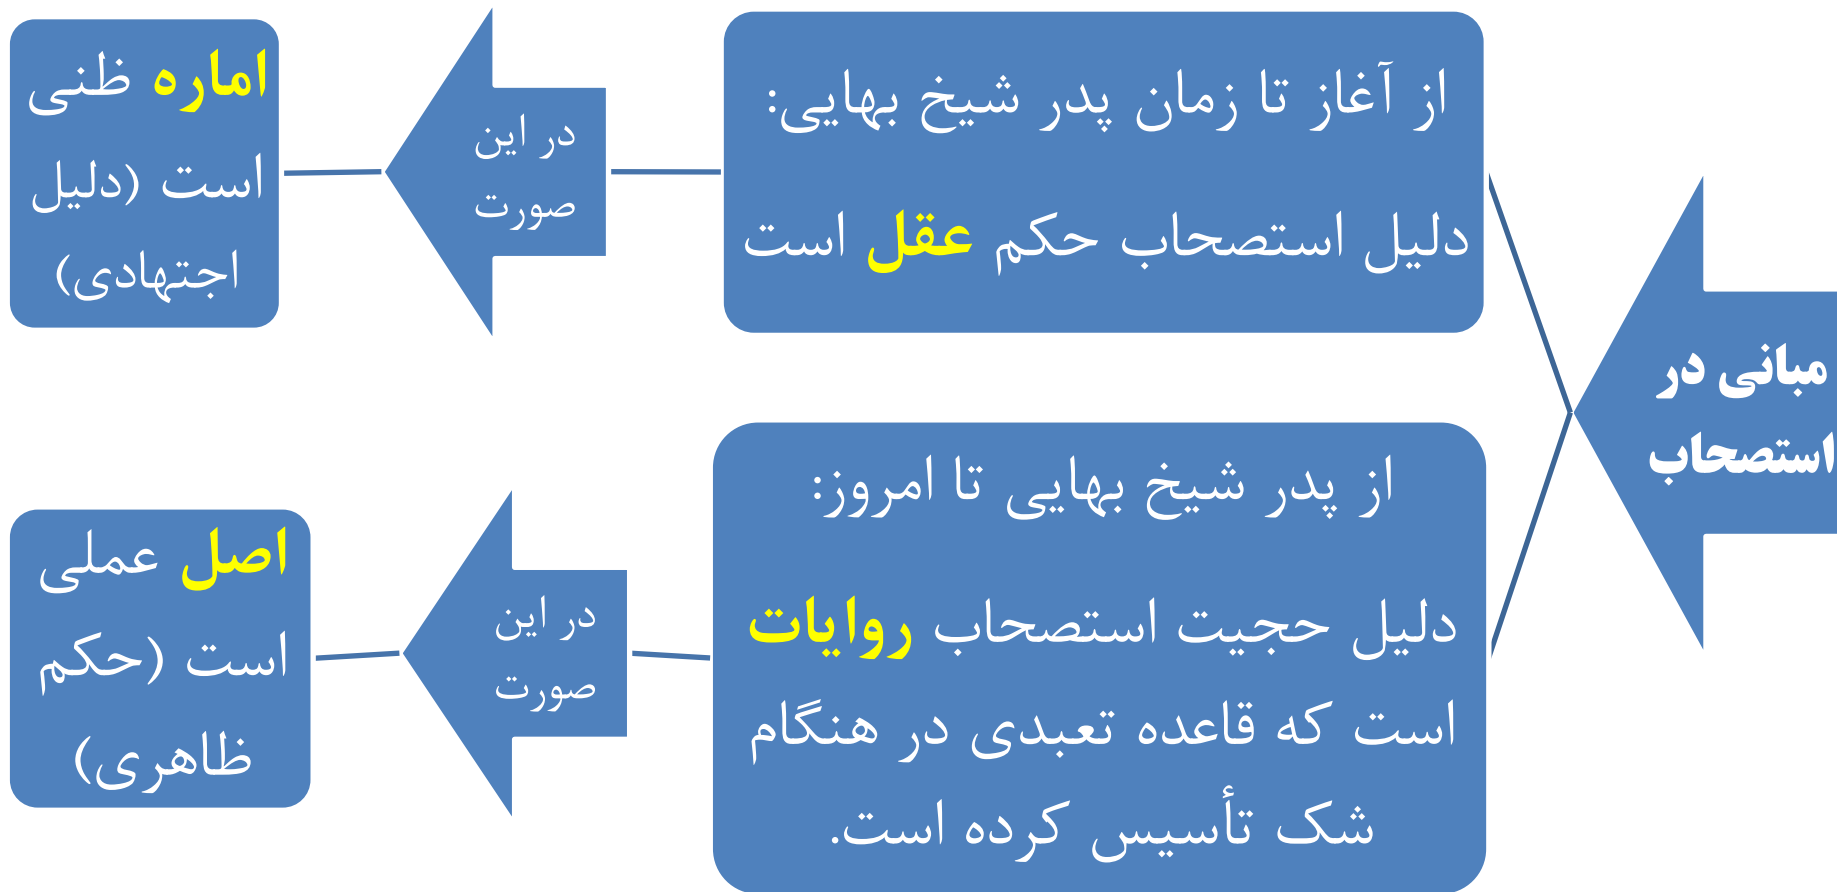 مبانی در
استصحاب
از آغاز تا زمان پدر شیخ بهایی:
دلیل استصحاب حکم عقل است
در این
صورت
اماره ظنی
است (دلیل
اجتهادی)
از پدر شیخ بهایی تا امروز:
دلیل حجیت استصحاب روایات
است که قاعده تعبدی در هنگام
شک تأسیس کرده است.
در این
صورت
اصل عملی
است (حکم
ظاهری)